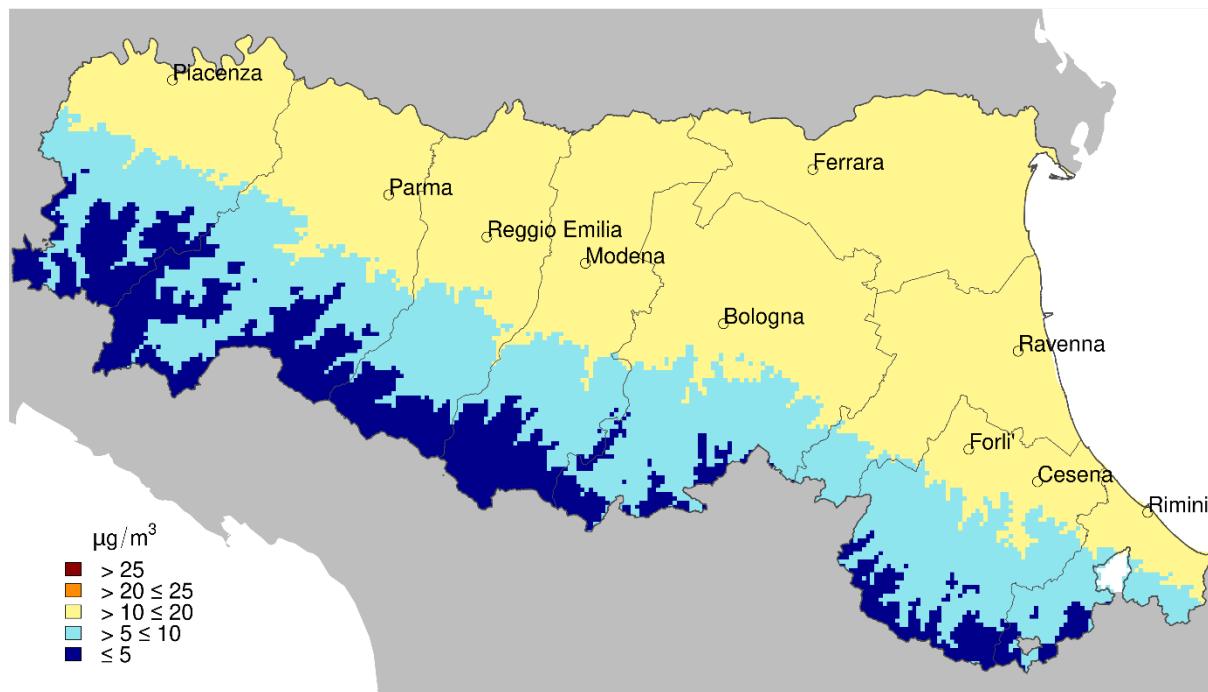 Piacenza
Ferrara
Parma
Reggio Emilia
Modena
Bologna
Ravenna
Forli'
Cesena
Rimini
µg/m³
> 25
> 20 ≤ 25
> 10 ≤ 20
> 5 ≤ 10
≤ 5